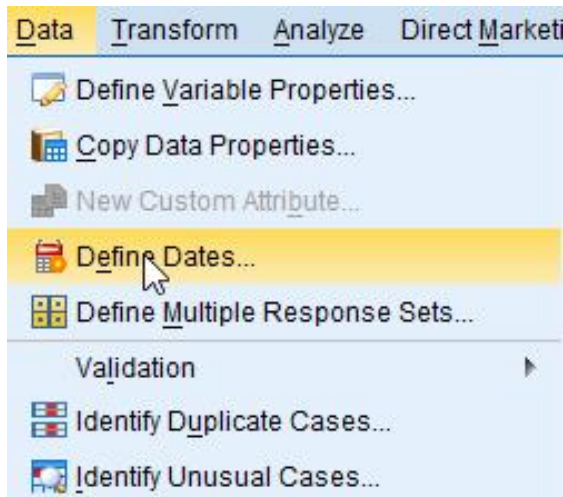 Data Transform Analyze Direct Marketi
Define Variable Properties...
Copy Data Properties...
New Custom Attribute...
Define Dates...
Define Multiple Response Sets...
Validation
Identify Duplicate Cases...
Identify Unusual Cases...